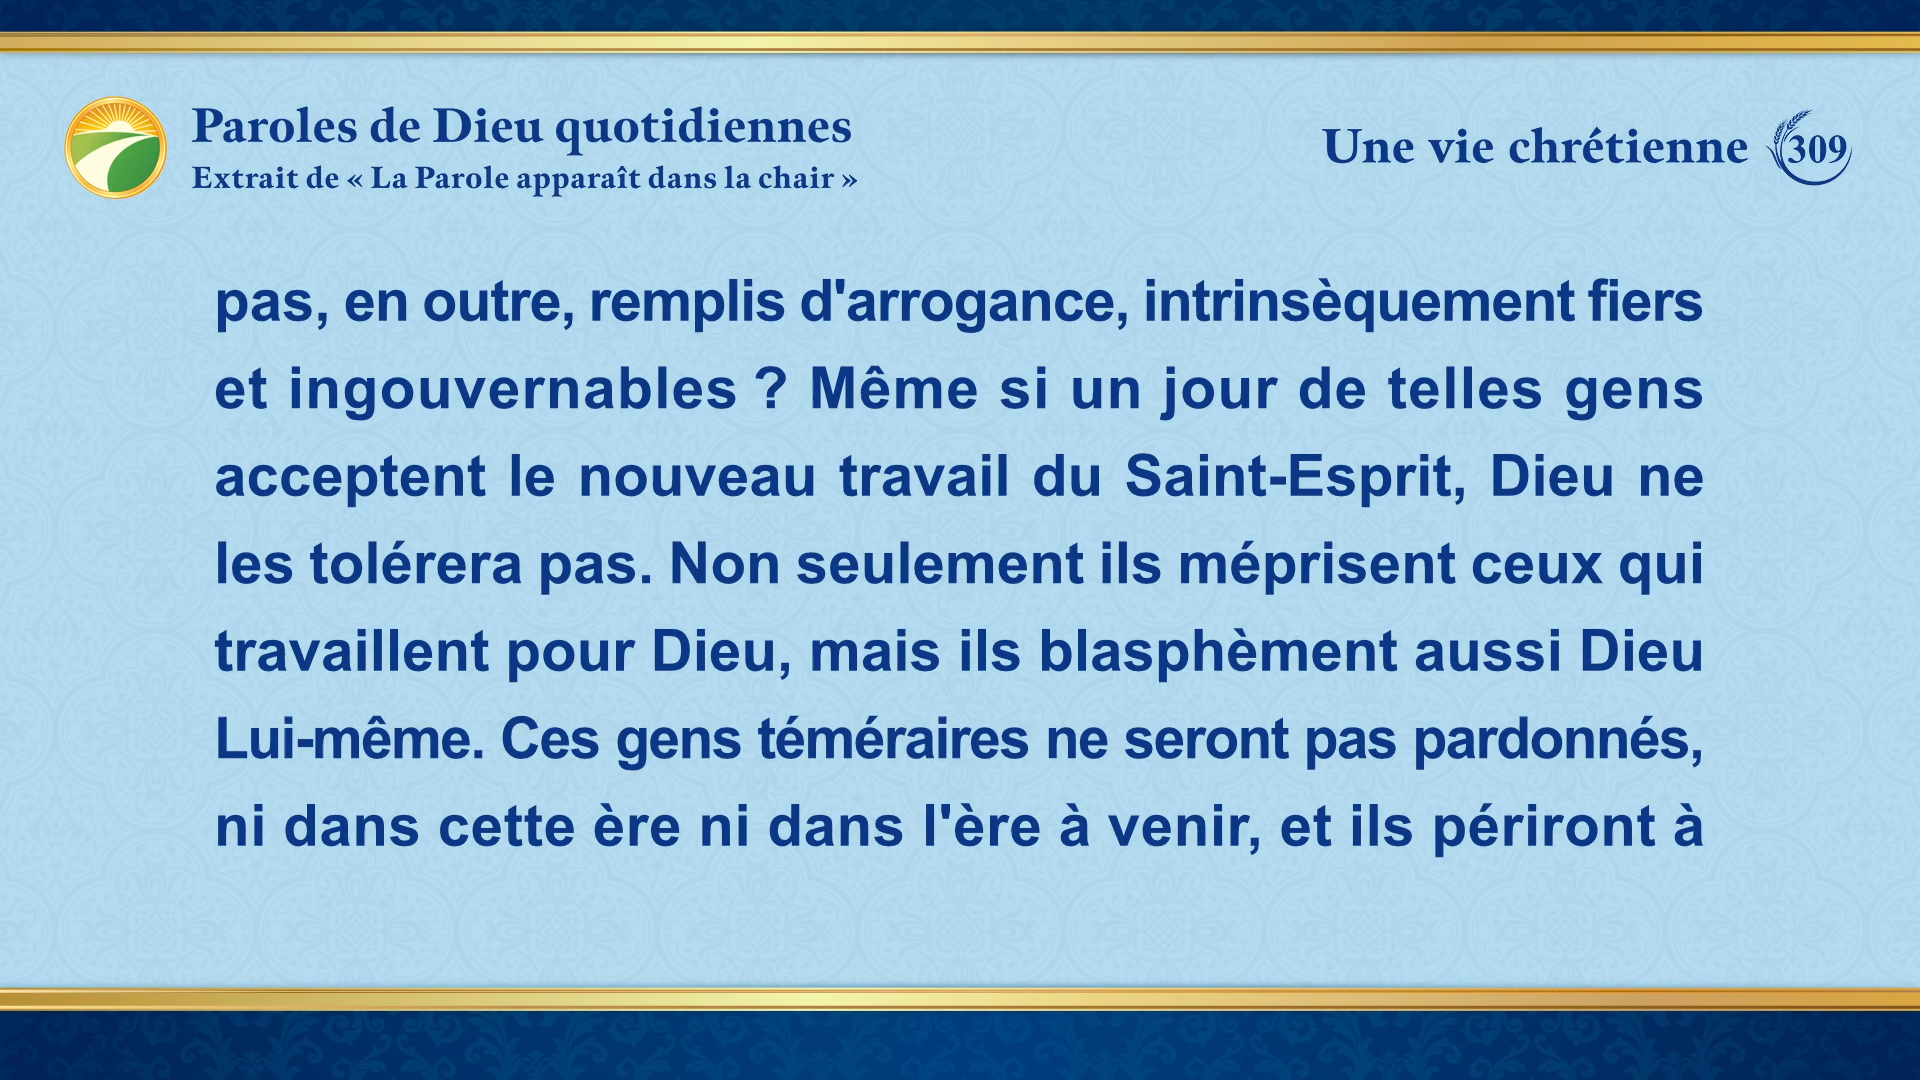 Paroles de Dieu quotidiennes
Extrait de « La Parole apparaît dans la chair »
Une vie chrétienne 309
pas, en outre, remplis d'arrogance, intrinsèquement fiers
et ingouvernables ? Même si un jour de telles gens
acceptent le nouveau travail du Saint-Esprit, Dieu ne
les tolérera pas. Non seulement ils méprisent ceux qui
travaillent pour Dieu, mais ils blasphèment aussi Dieu
Lui-même. Ces gens téméraires ne seront pas pardonnés,
ni dans cette ère ni dans l'ère à venir, et ils périront à